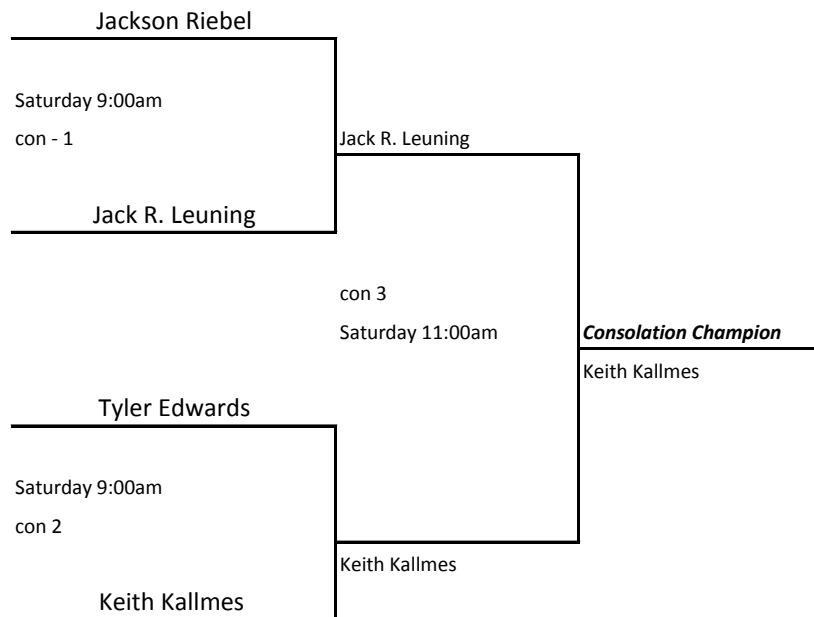 Jackson Riebel
Saturday 9:00am
con - 1
Jack R. Leuning
Jack R. Leuning
con 3
Saturday 11:00am
Consolation Champion
Keith Kallmes
Tyler Edwards
Saturday 9:00am
con 2
Keith Kallmes
Keith Kallmes